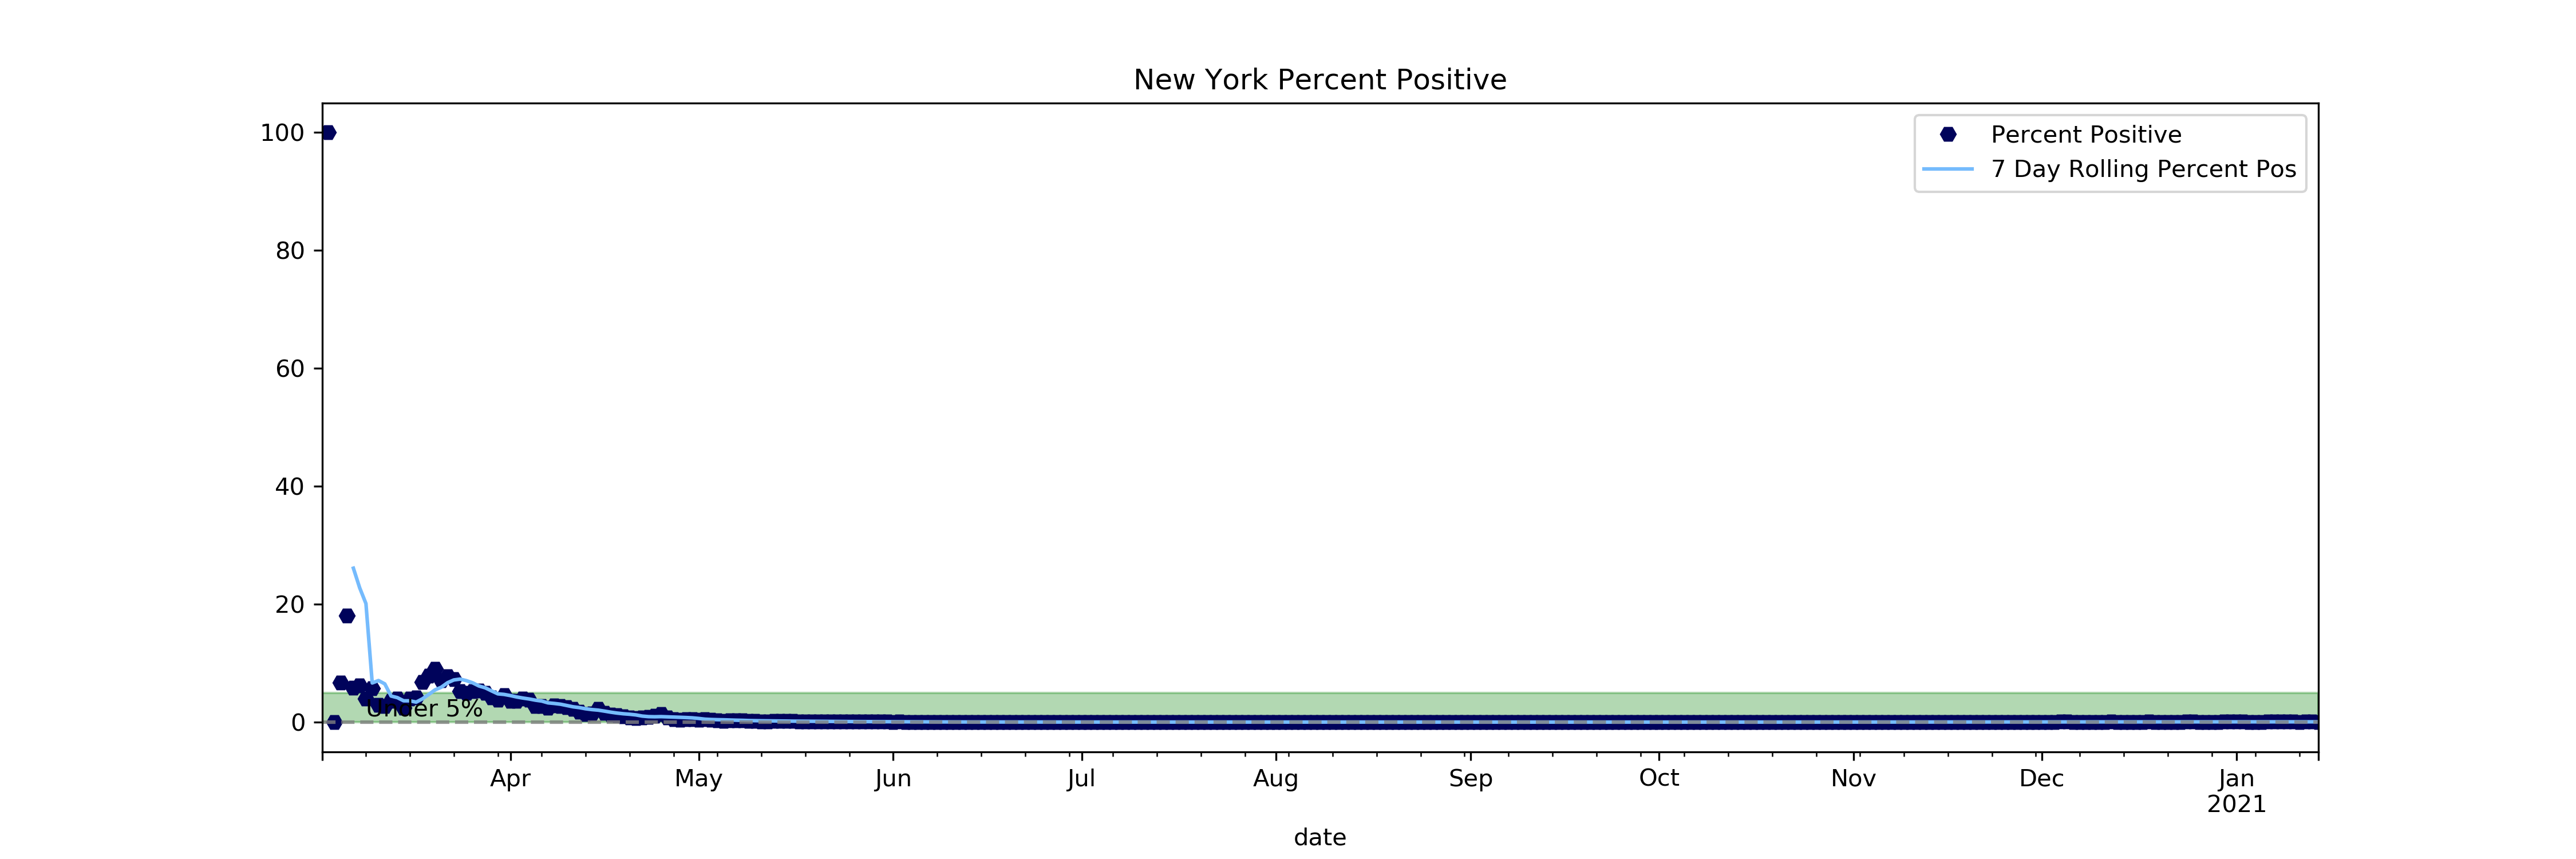 New York Percent Positive
Percent Positive
7 Day Rolling Percent Pos
100
80
60
40
20
0
Under 5%
Apr
May
Jun
Jul
Aug
Sep
Oct
Nov
Dec
Jan
2021
date